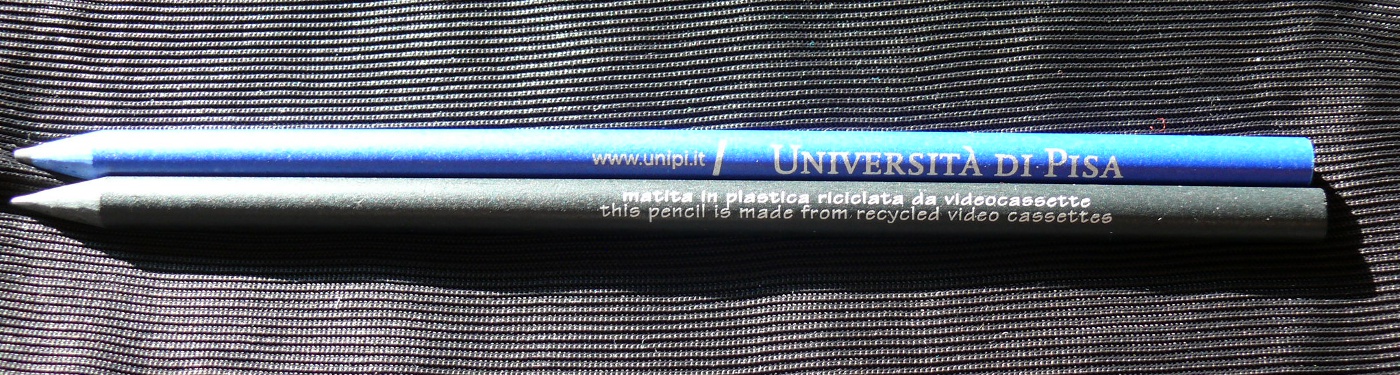 www.unipi.it / UNIVERSITÀ DI PISA
matita in plastica riciclata da videocassette
this pencil is made from recycled video cassettes